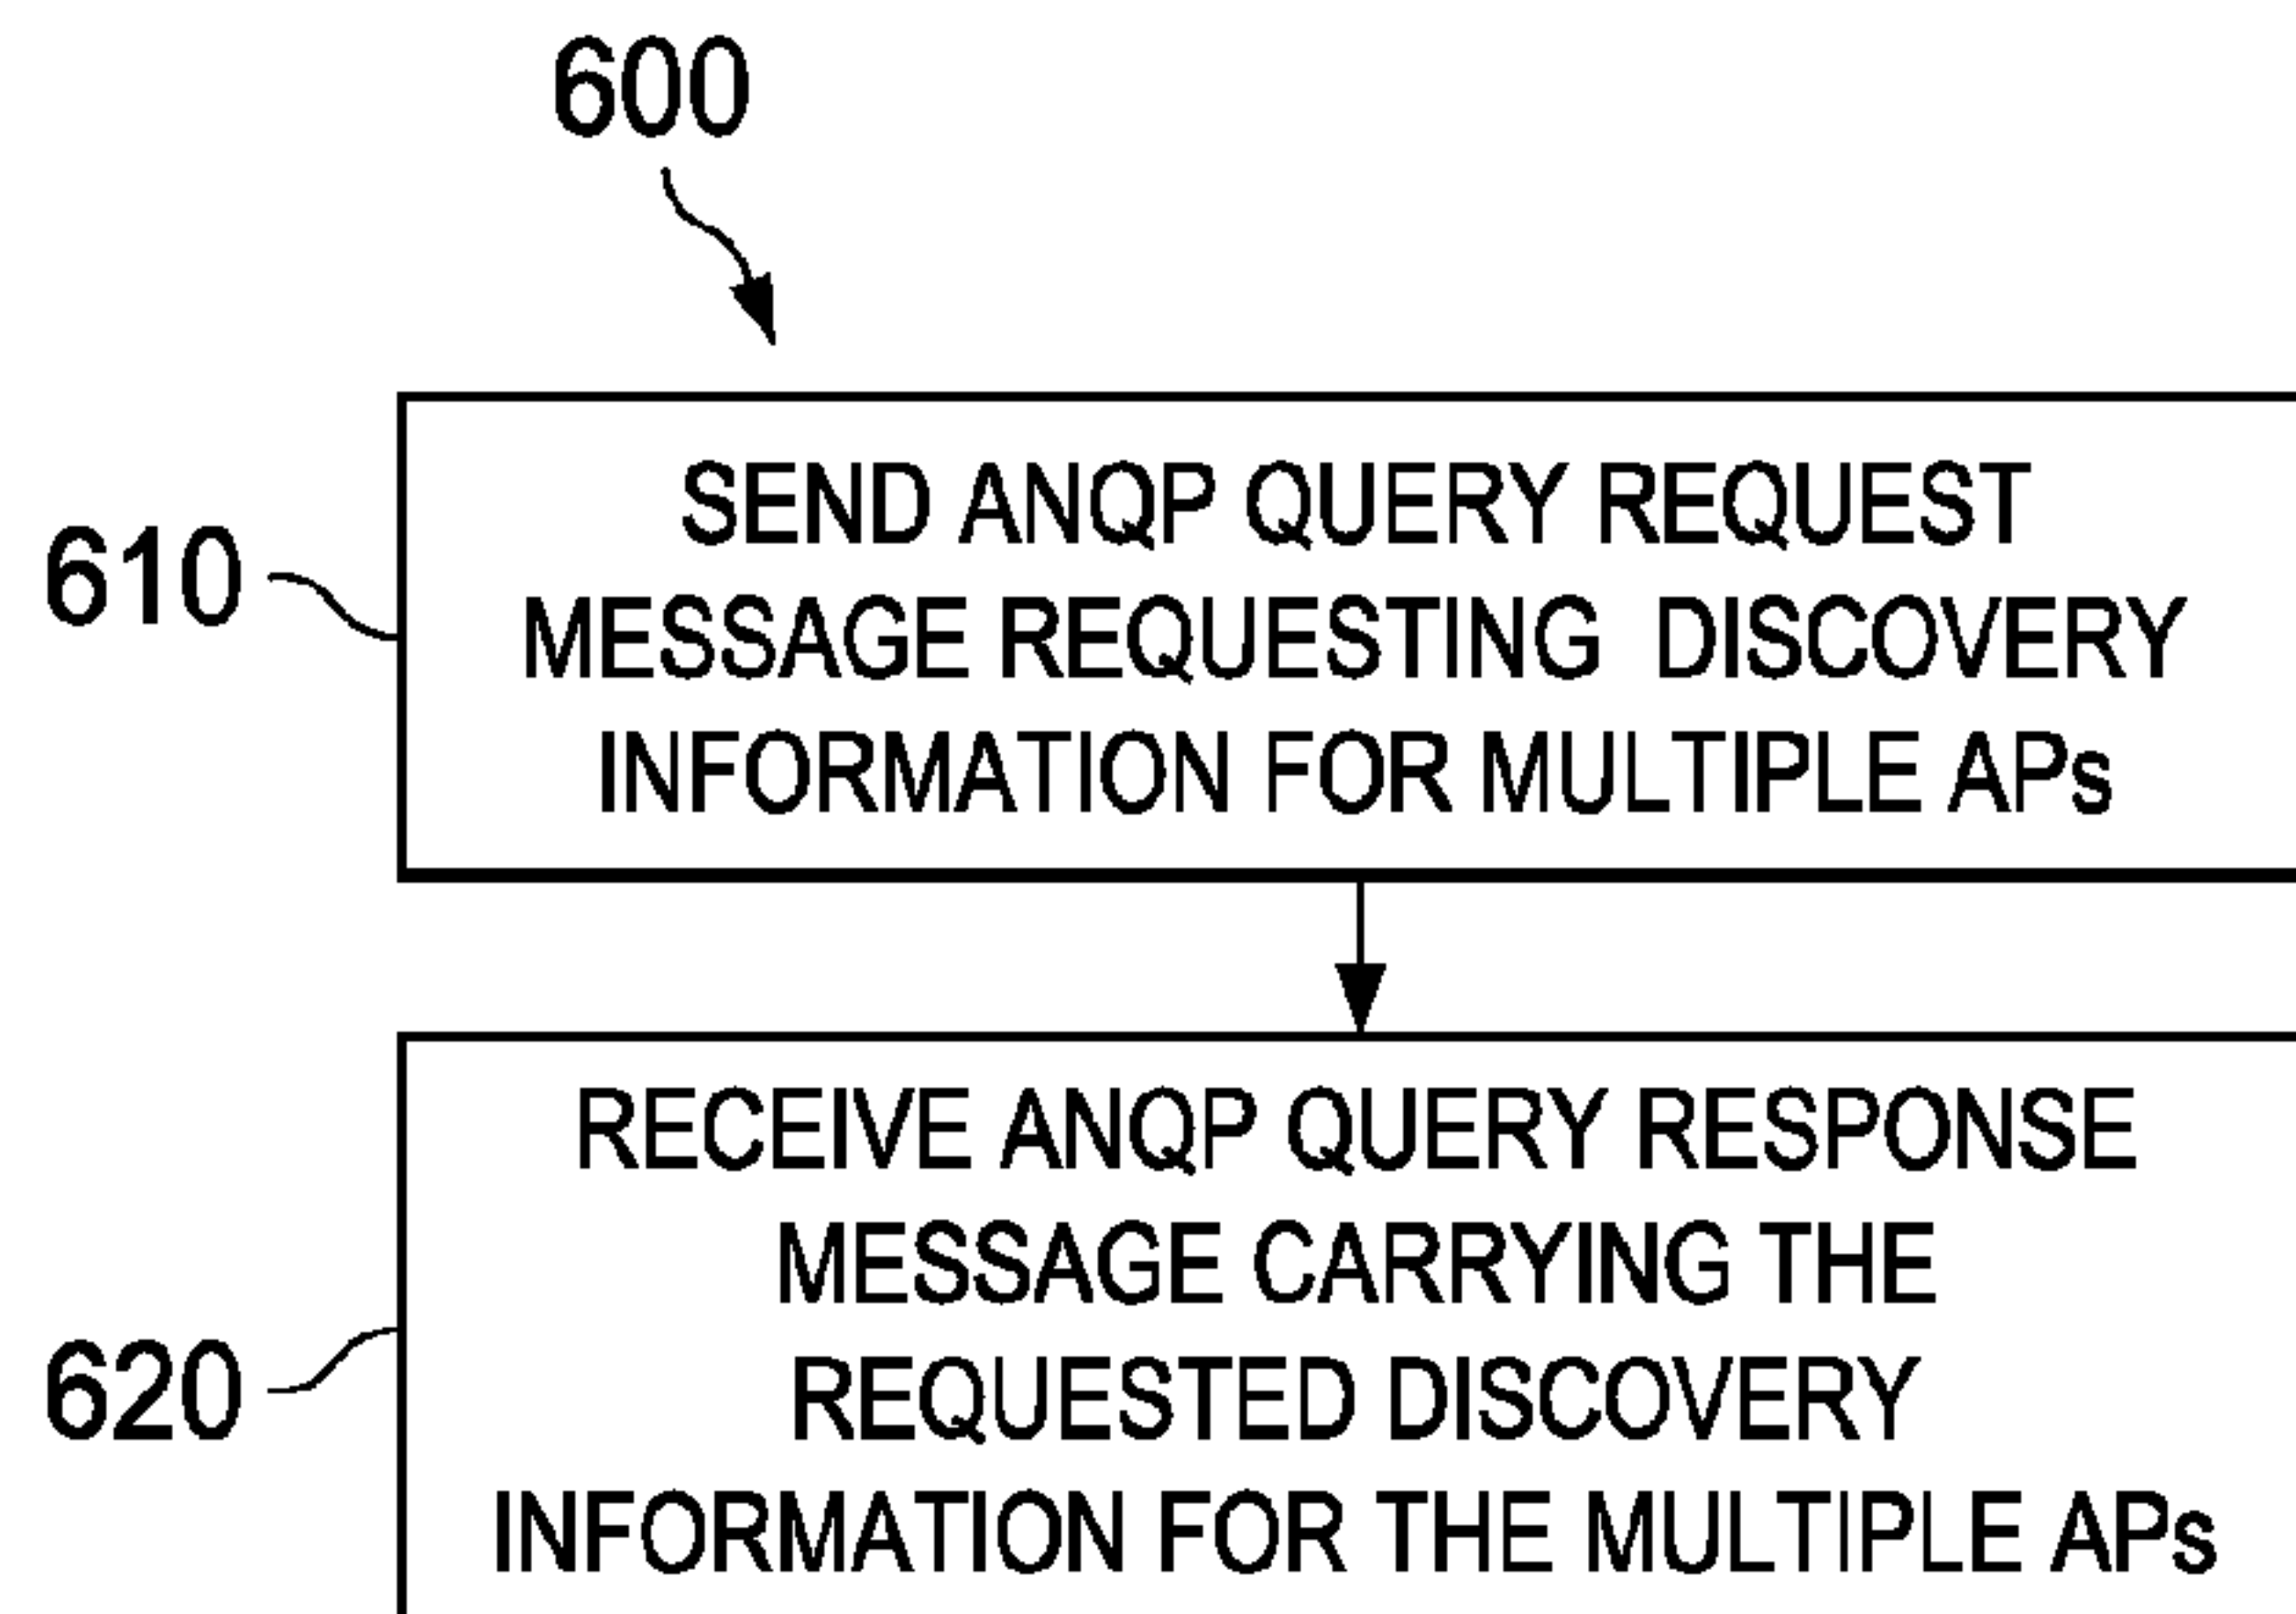 600
610
SEND ANQP QUERY REQUEST
MESSAGE REQUESTING DISCOVERY
INFORMATION FOR MULTIPLE APs
620
RECEIVE ANQP QUERY RESPONSE
MESSAGE CARRYING THE
REQUESTED DISCOVERY
INFORMATION FOR THE MULTIPLE APs